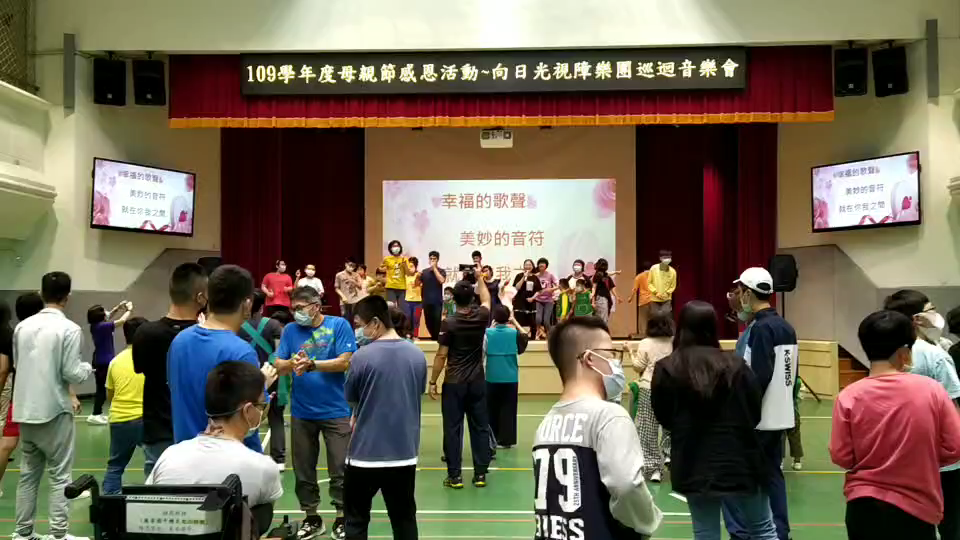 109學年度母親節感恩活動~向日光視障樂團巡迴音樂會
幸福的歌聲
美妙的音符
就在你我之間
幸福的歌聲
美妙的音符
幸福的歌聲
美妙的音符
就在你我之間
K·SWISS
FORCE
79